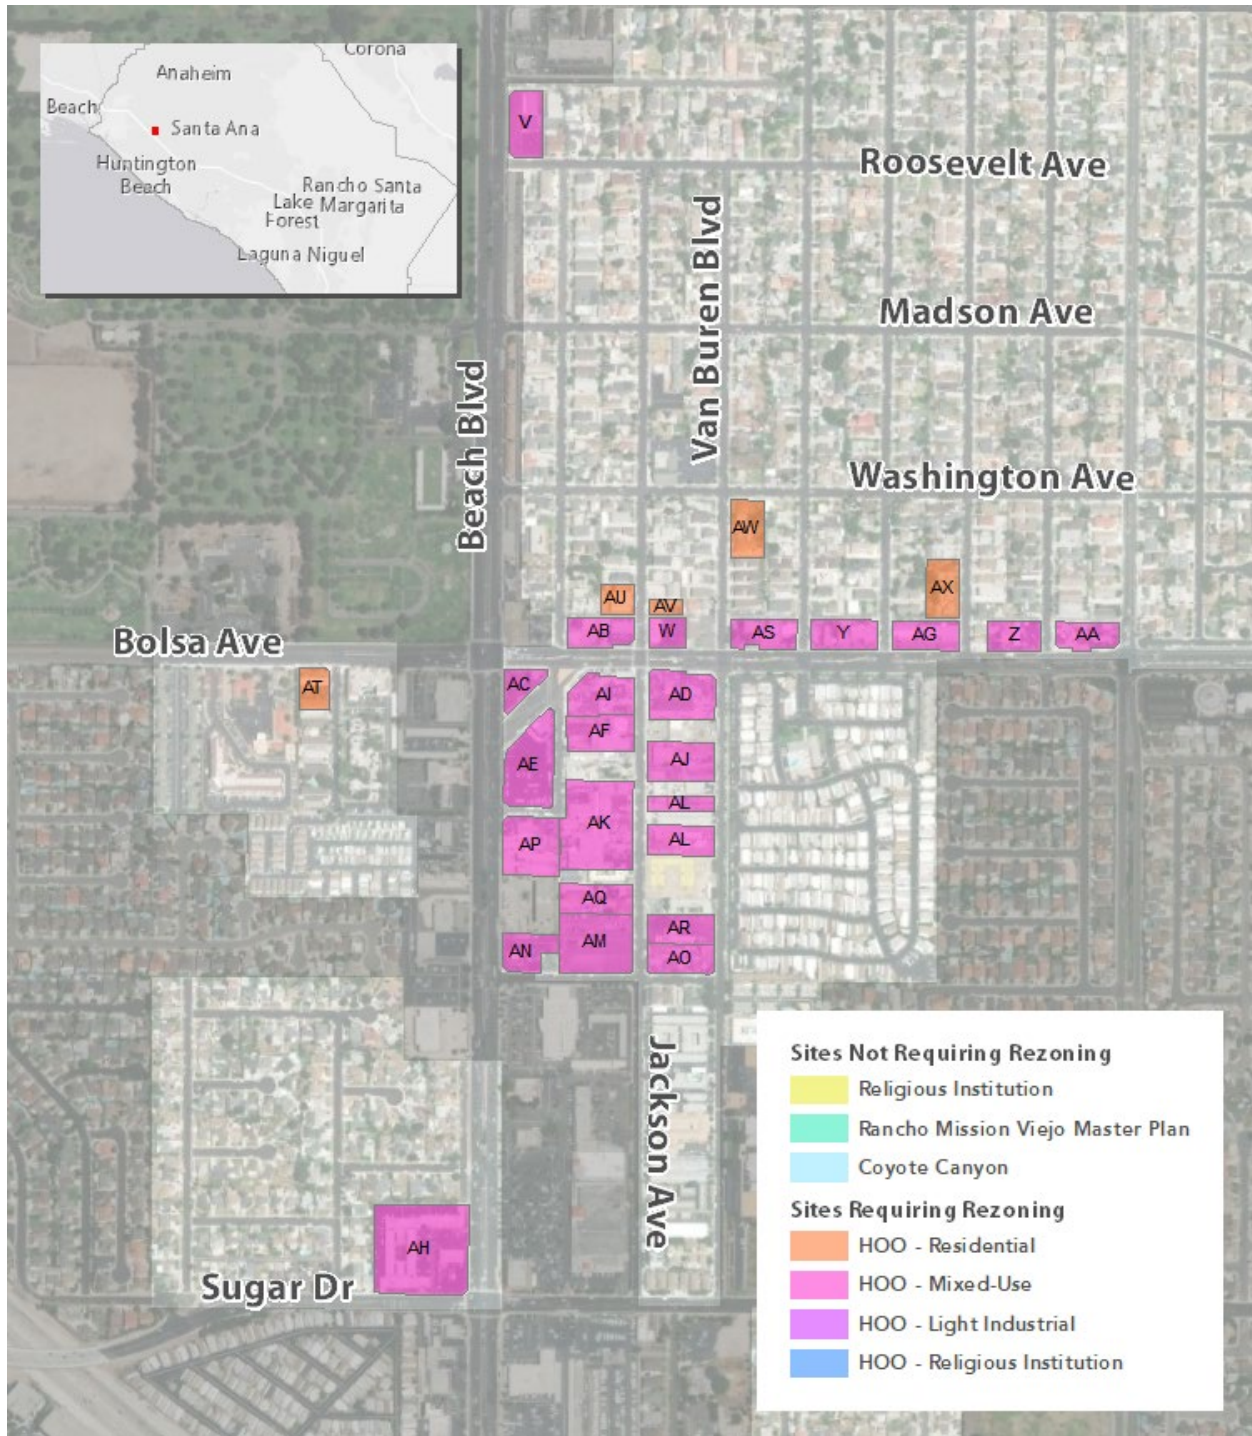 Corona
Anaheim
Beach
Santa Ana
Huntington
Beach
Rancho Santa
Lake Margarita
Forest
Laguna Niguel
V
Roosevelt Ave
Van Buren Blvd
Madson Ave
Beach Blvd
Washington Ave
AW
AX
AU
AV
Bolsa Ave
AB
W
AS
Y
AG
Z
AA
AT
AC
AI
AD
AF
AE
AJ
AL
AK
AP
AL
AQ
AR
AN
AM
AO
Jackson Ave
AH
Sugar Dr
Sites Not Requiring Rezoning
Religious Institution
Rancho Mission Viejo Master Plan
Coyote Canyon
Sites Requiring Rezoning
HOO - Residential
HOO - Mixed-Use
HOO - Light Industrial
HOO - Religious Institution